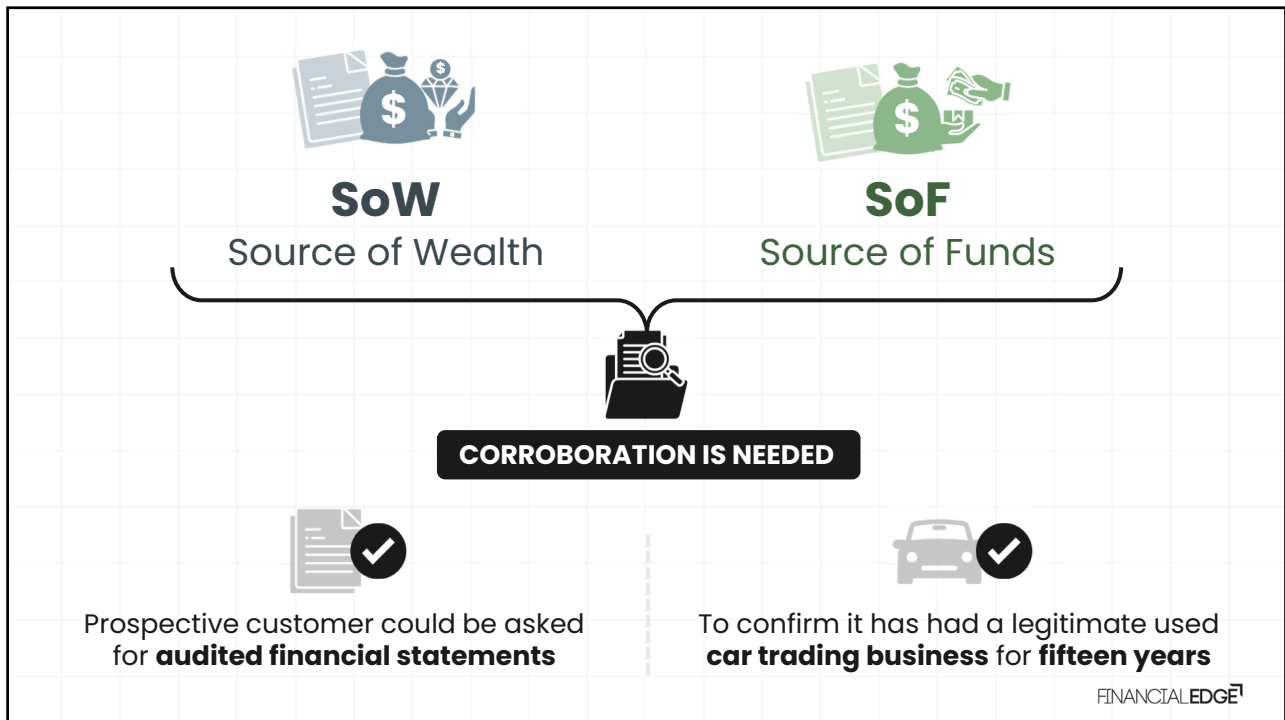 SoW
Source of Wealth
SoF
Source of Funds
CORROBORATION IS NEEDED
Prospective customer could be asked
for audited financial statements
To confirm it has had a legitimate used
car trading business for fifteen years
FINANCIALEDGE